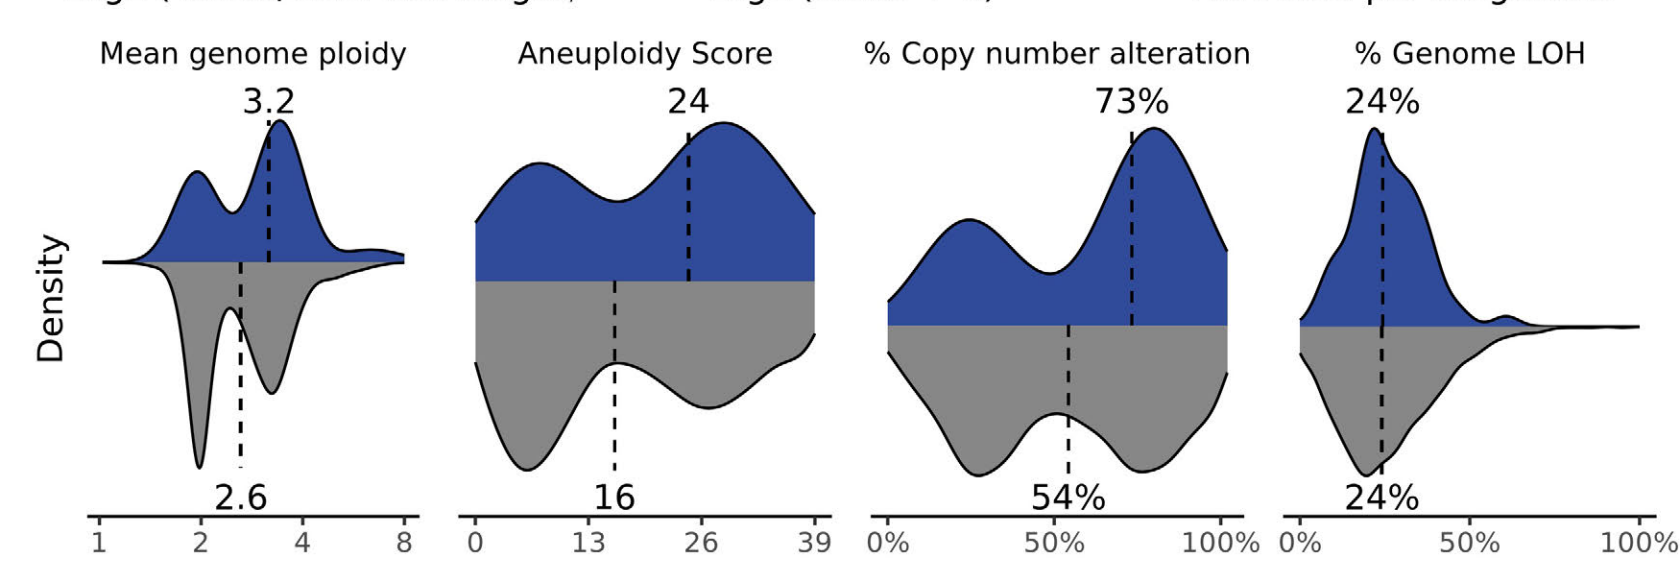 Mean genome ploidy Aneuploidy Score % Copy number alteration % Genome LOH
3.2 24 73% 24%
Density
2.6 16 54% 24%
1 2 4 8 0 13 26 39 0% 50% 100% 0% 50% 100%